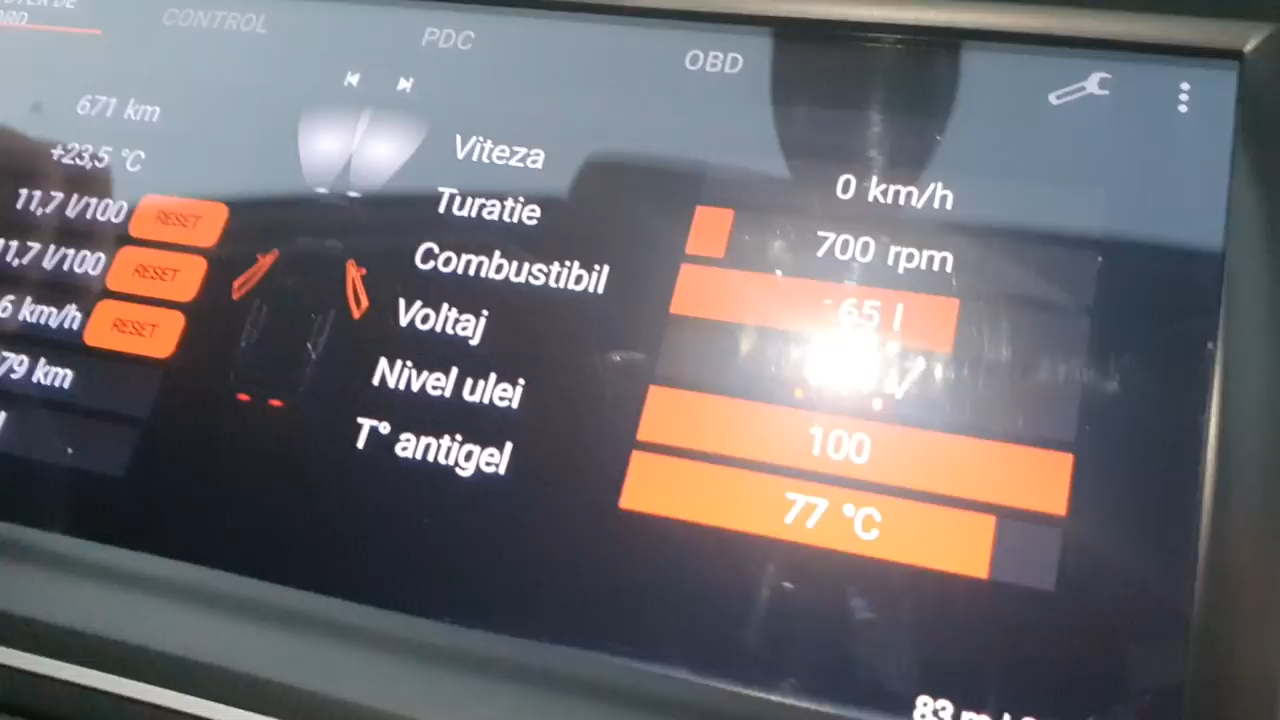 CONTROL
PDC
OBD
671 km
+23,5 °C
11,7 l/100 RESET
11,7 l/100 RESET
6 km/h RESET
79 km
Viteza 0 km/h
Turatie 700 rpm
Combustibil 65 l
Voltaj V
Nivel ulei 100
T° antigel 77 °C
83 m